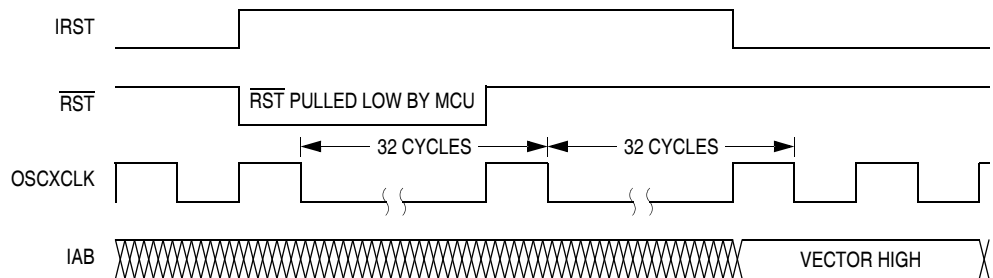 IRST
RST
RST PULLED LOW BY MCU
32 CYCLES
32 CYCLES
OSCXCLK
IAB
VECTOR HIGH